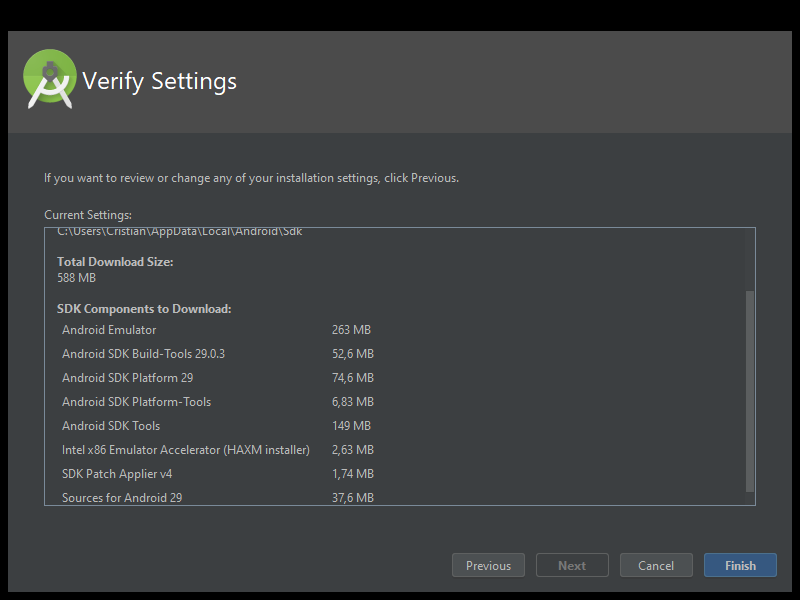 Verify Settings
If you want to review or change any of your installation settings, click Previous.
Current Settings:
C:\Users\Cristian\AppData\Local\Android\Sdk
Total Download Size:
588 MB
SDK Components to Download:
Android Emulator 263 MB
Android SDK Build-Tools 29.0.3 52,6 MB
Android SDK Platform 29 74,6 MB
Android SDK Platform-Tools 6,83 MB
Android SDK Tools 149 MB
Intel x86 Emulator Accelerator (HAXM installer) 2,63 MB
SDK Patch Applier v4 1,74 MB
Sources for Android 29 37,6 MB
Previous Next Cancel Finish